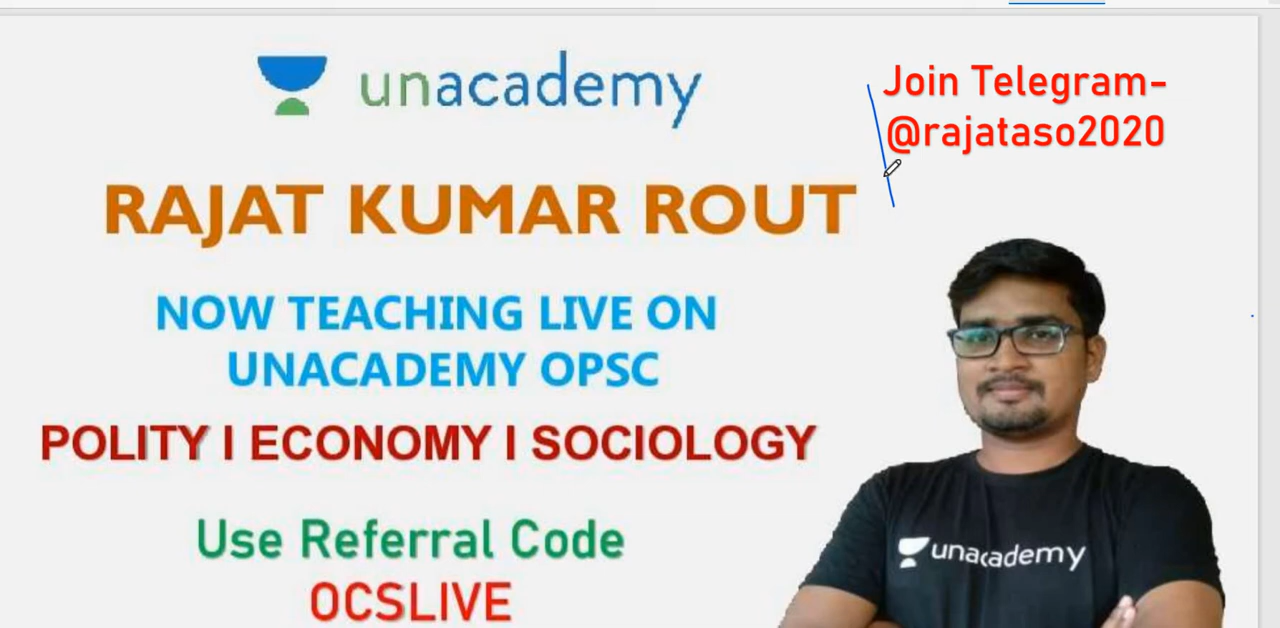 unacademy
Join Telegram-
@rajataso2020
RAJAT KUMAR ROUT
NOW TEACHING LIVE ON
UNACADEMY OPSC
POLITY I ECONOMY I SOCIOLOGY
Use Referral Code
OCSLIVE
unacademy